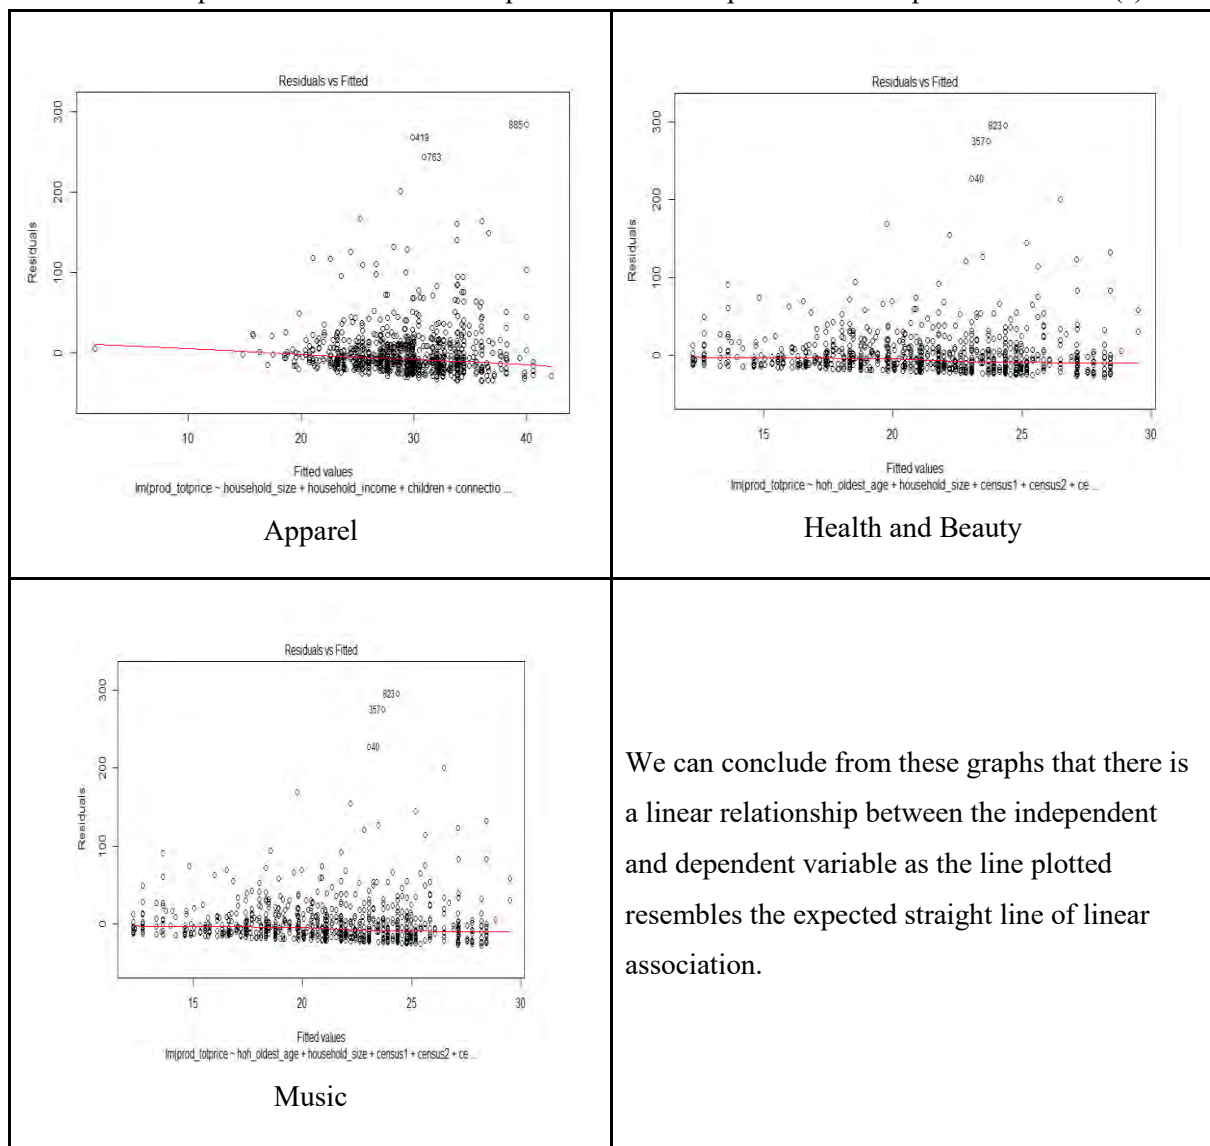 Residuals vs Fitted
300
885
419
763
200
Residuals
100
0
10
20
30
40
Fitted values
lm(prod_totprice ~ household_size + household_income + children + connectio ...
Apparel
Residuals vs Fitted
300
823
357
40
200
Residuals
100
0
15
20
25
30
Fitted values
lm(prod_totprice ~ hoh_oldest_age + household_size + census1 + census2 + ce ...
Health and Beauty
Residuals vs Fitted
300
823
357
40
200
Residuals
100
0
15
20
25
30
Fitted values
lm(prod_totprice ~ hoh_oldest_age + household_size + census1 + census2 + ce ...
Music
We can conclude from these graphs that there is
a linear relationship between the independent
and dependent variable as the line plotted
resembles the expected straight line of linear
association.